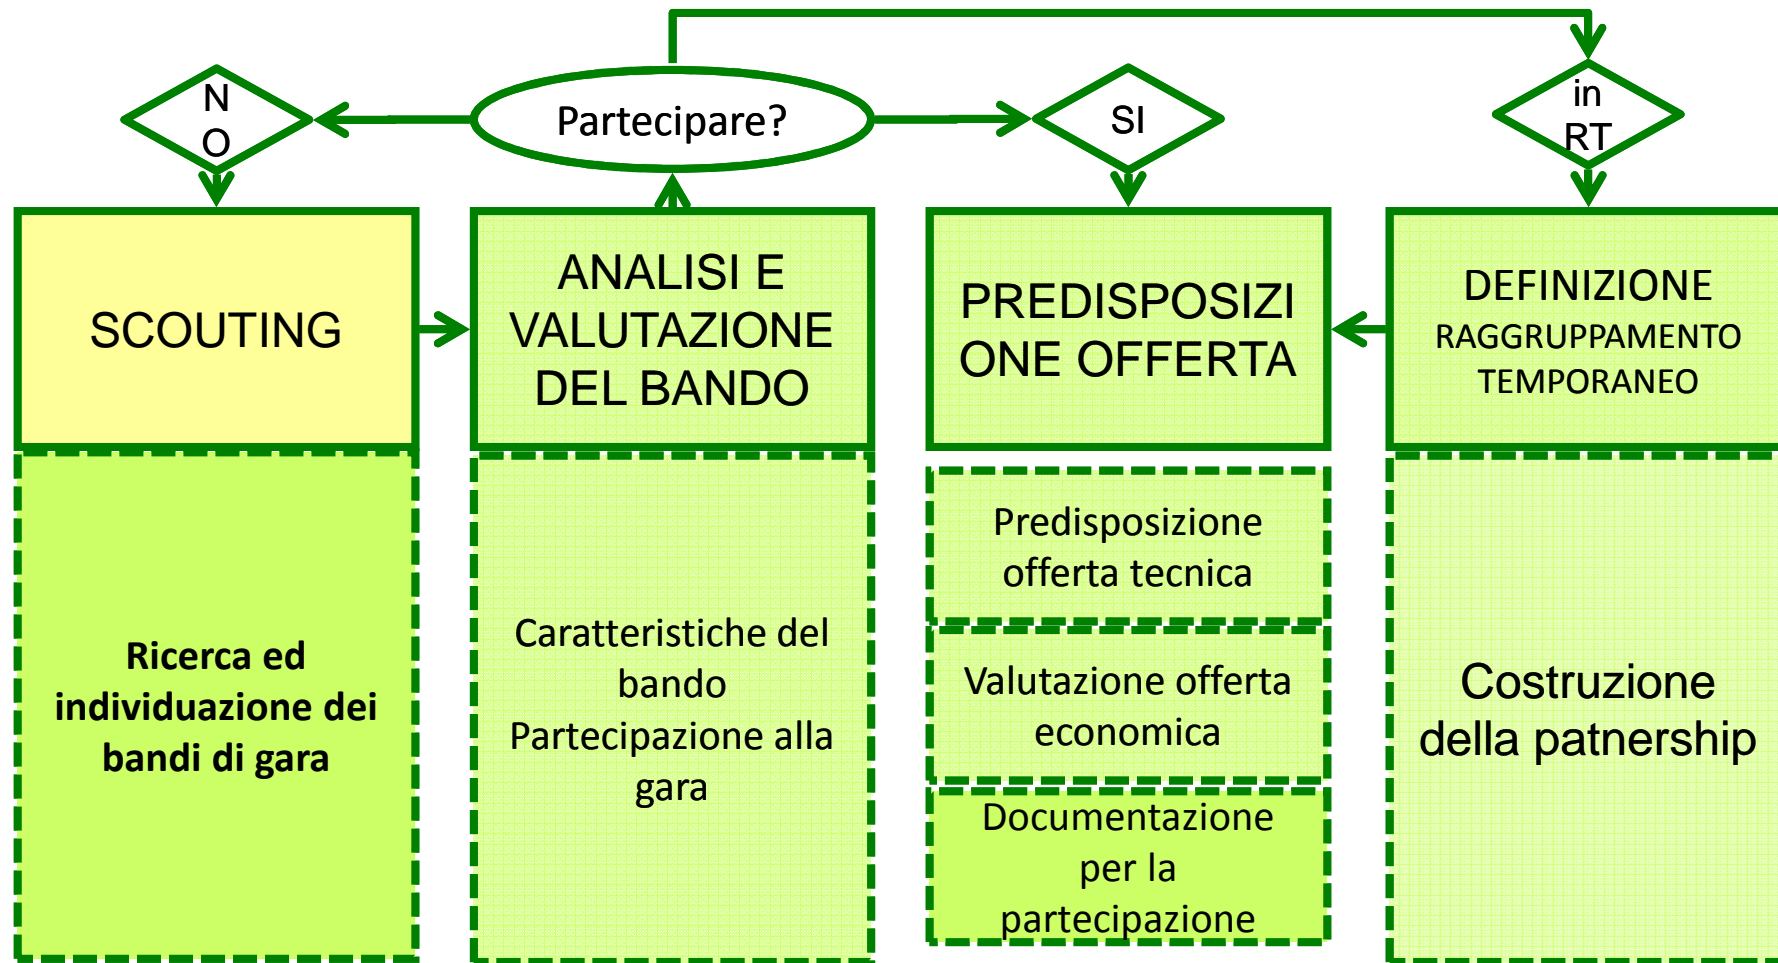 N
O
Partecipare?
SI
in
RT
SCOUTING
ANALISI E
VALUTAZIONE
DEL BANDO
PREDISPOSIZI
ONE OFFERTA
DEFINIZIONE
RAGGRUPPAMENTO
TEMPORANEO
Ricerca ed
individuazione dei
bandi di gara
Caratteristiche del
bando
Partecipazione alla
gara
Predisposizione
offerta tecnica
Valutazione offerta
economica
Documentazione
per la
partecipazione
Costruzione
della patnership